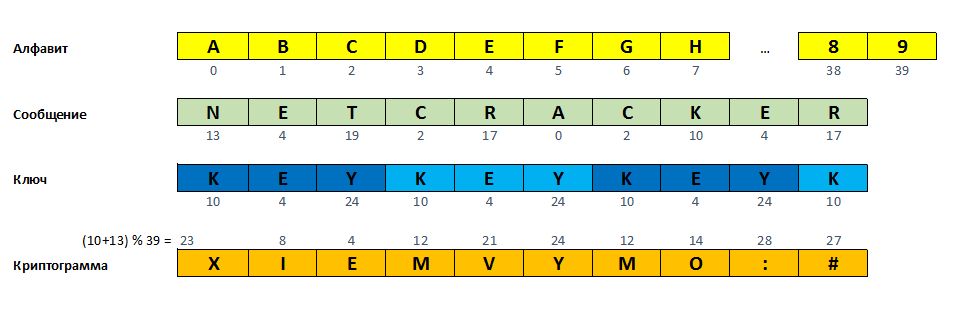 Алфавит A B C D E F G H ... 8 9
0 1 2 3 4 5 6 7 38 39
Сообщение N E T C R A C K E R
13 4 19 2 17 0 2 10 4 17
Ключ K E Y K E Y K E Y K
10 4 24 10 4 24 10 4 24 10
(10+13) % 39 = 23 8 4 12 21 24 12 14 28 27
Криптограмма X I E M V Y M O : #